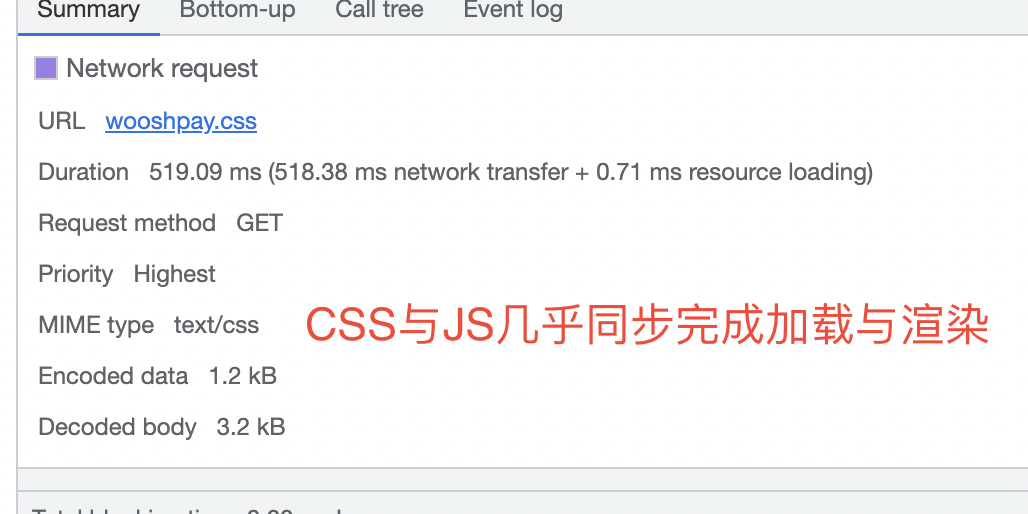 Summary Bottom-up Call tree Event log
Network request
URL wooshpay.css
Duration 519.09 ms (518.38 ms network transfer + 0.71 ms resource loading)
Request method GET
Priority Highest
MIME type text/css
CSS与JS几乎同步完成加载与渲染
Encoded data 1.2 kB
Decoded body 3.2 kB